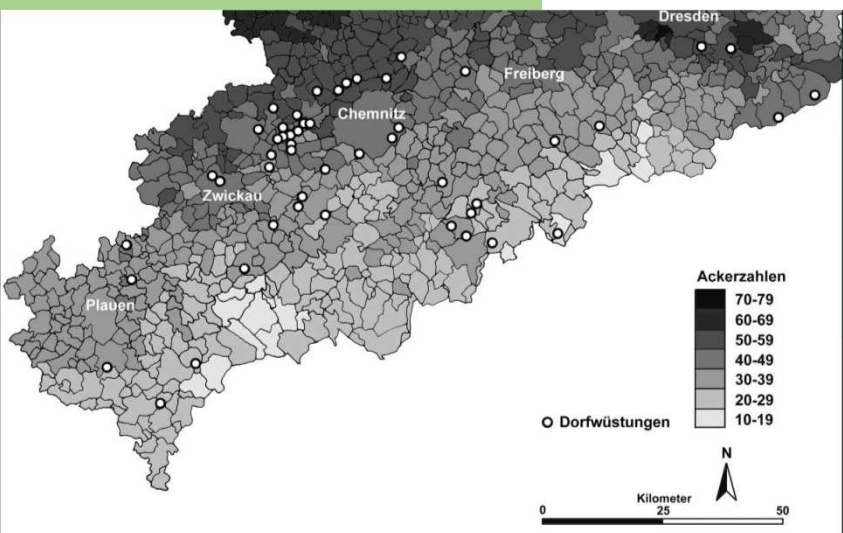 Dresden
Freiberg
Chemnitz
Zwickau
Plauen
Ackerzahlen
70-79
60-69
50-59
40-49
30-39
20-29
10-19
Dorfwüstungen
N
Kilometer
0 25 50